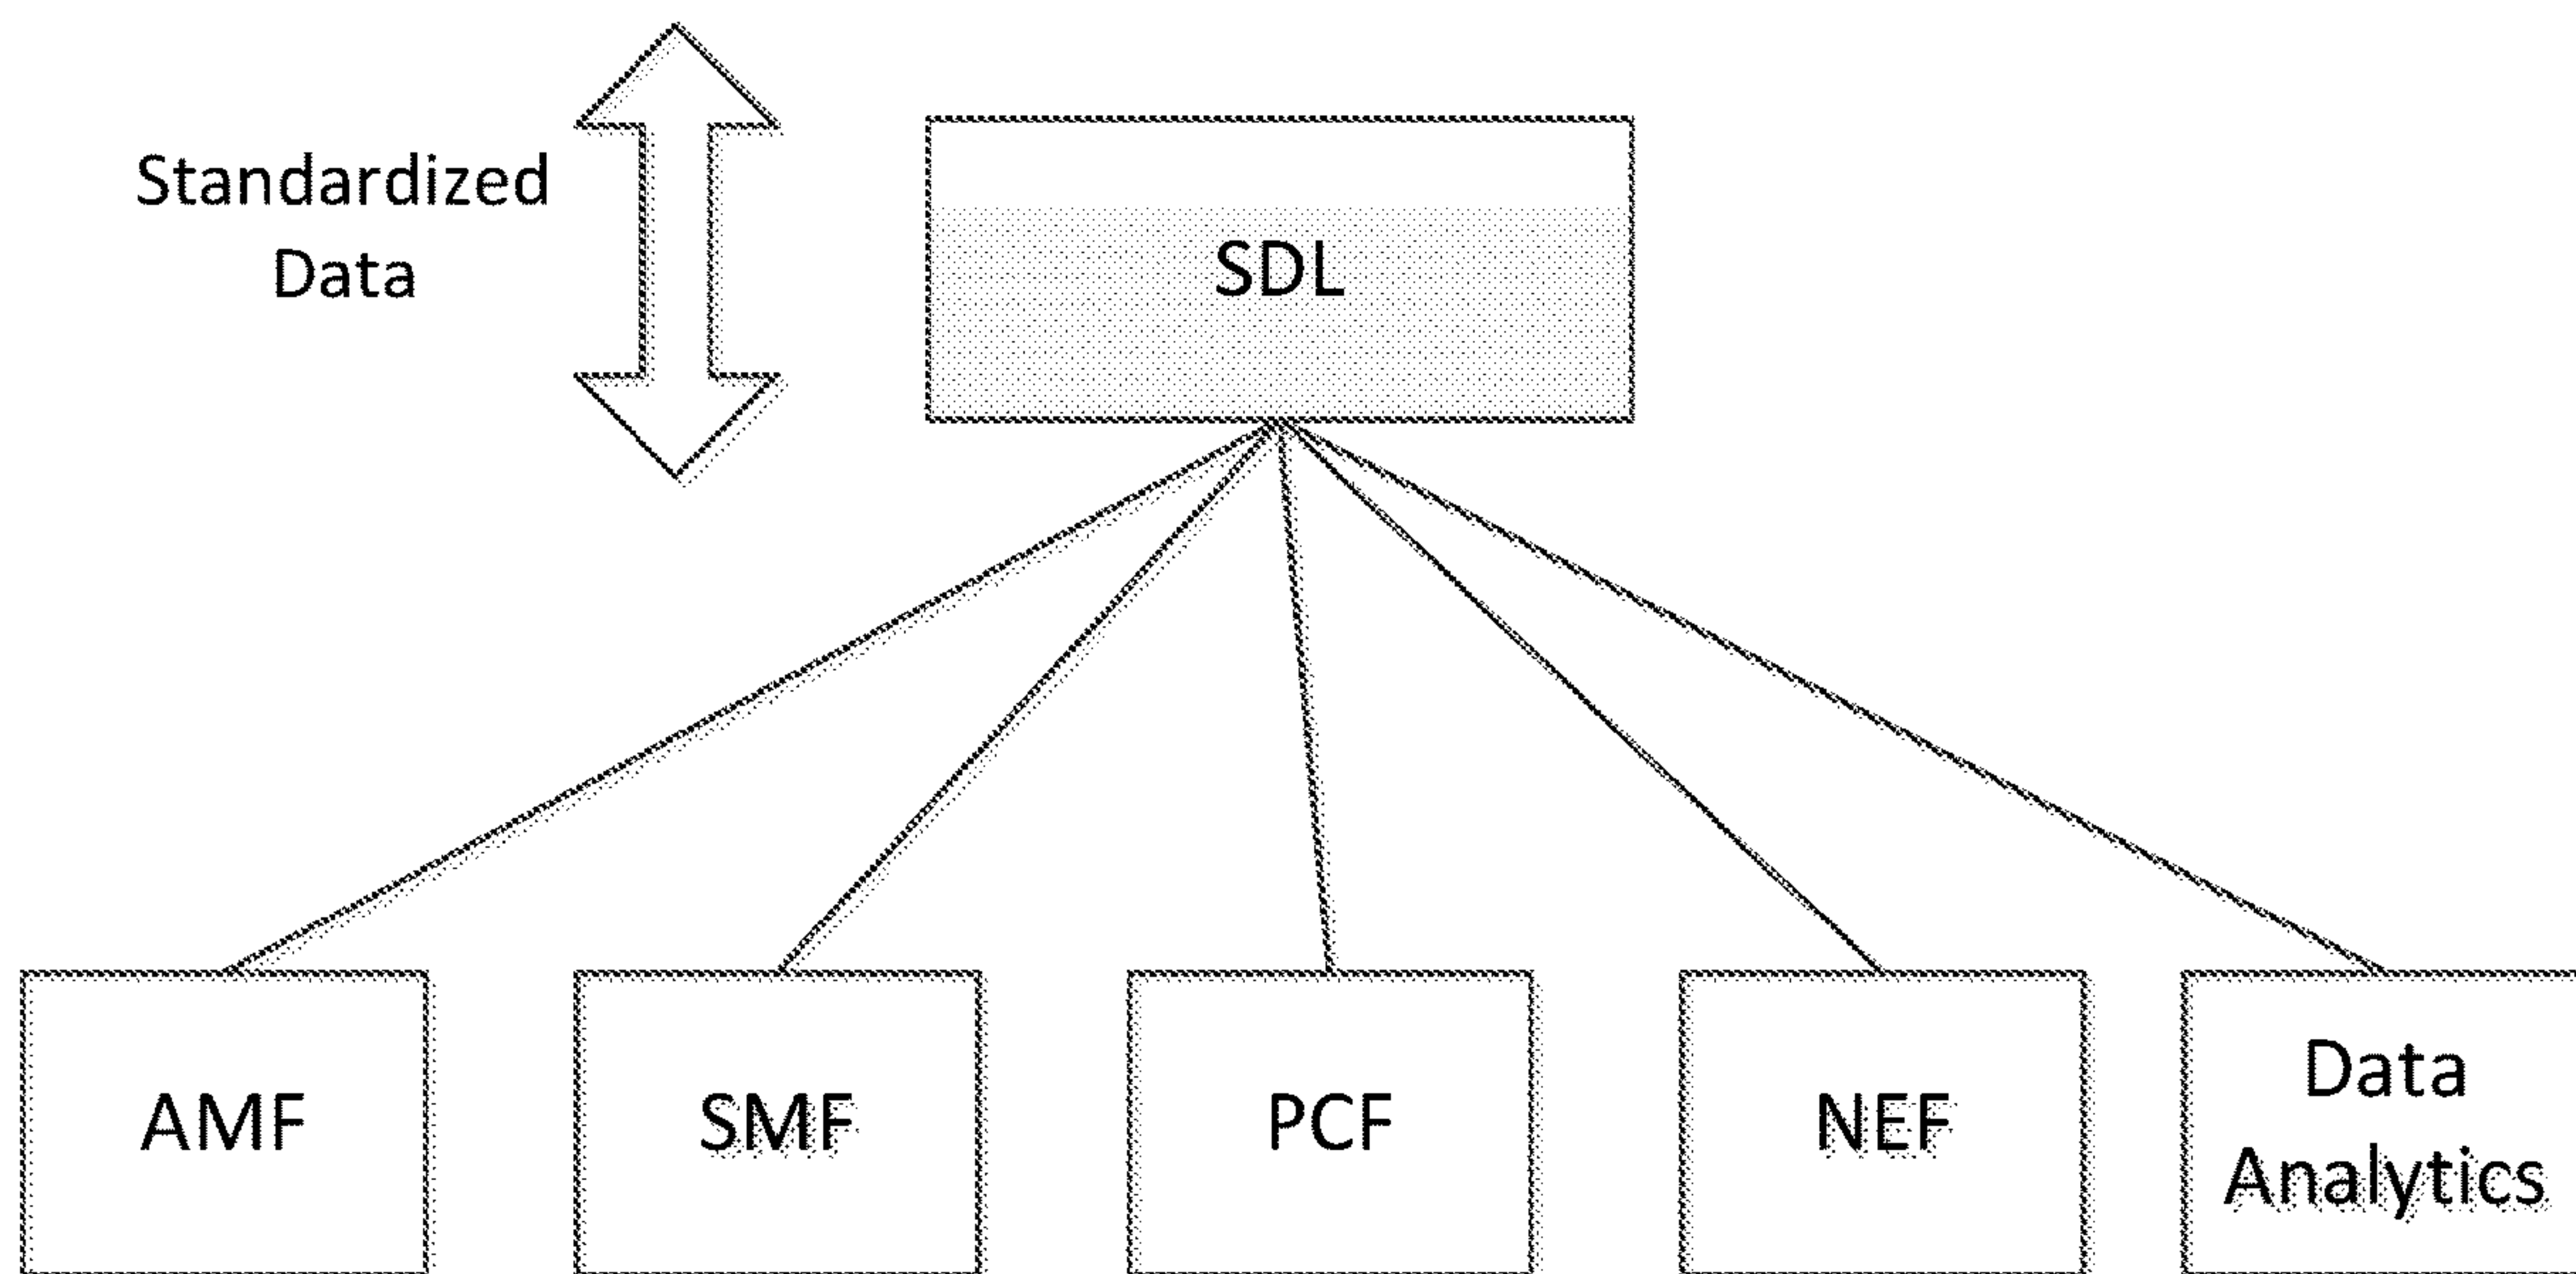 Standardized
Data
SDL
AMF
SMF
PCF
NEF
Data
Analytics